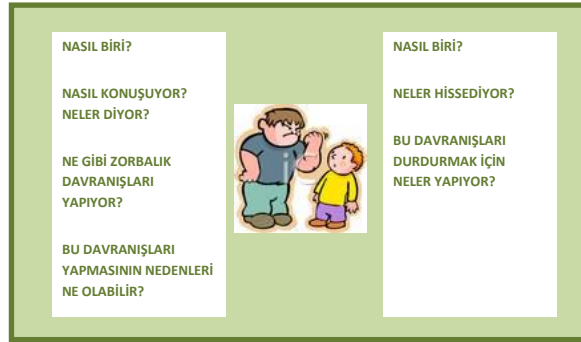 NASIL BİRİ?
NASIL KONUŞUYOR?
NELER DİYOR?
NE GİBİ ZORBALIK
DAVRANIŞLARI
YAPIYOR?
BU DAVRANIŞLARI
YAPMASININ NEDENLERİ
NE OLABİLİR?
NASIL BİRİ?
NELER HİSSEDİYOR?
BU DAVRANIŞLARI
DURDURMAK İÇİN
NELER YAPIYOR?